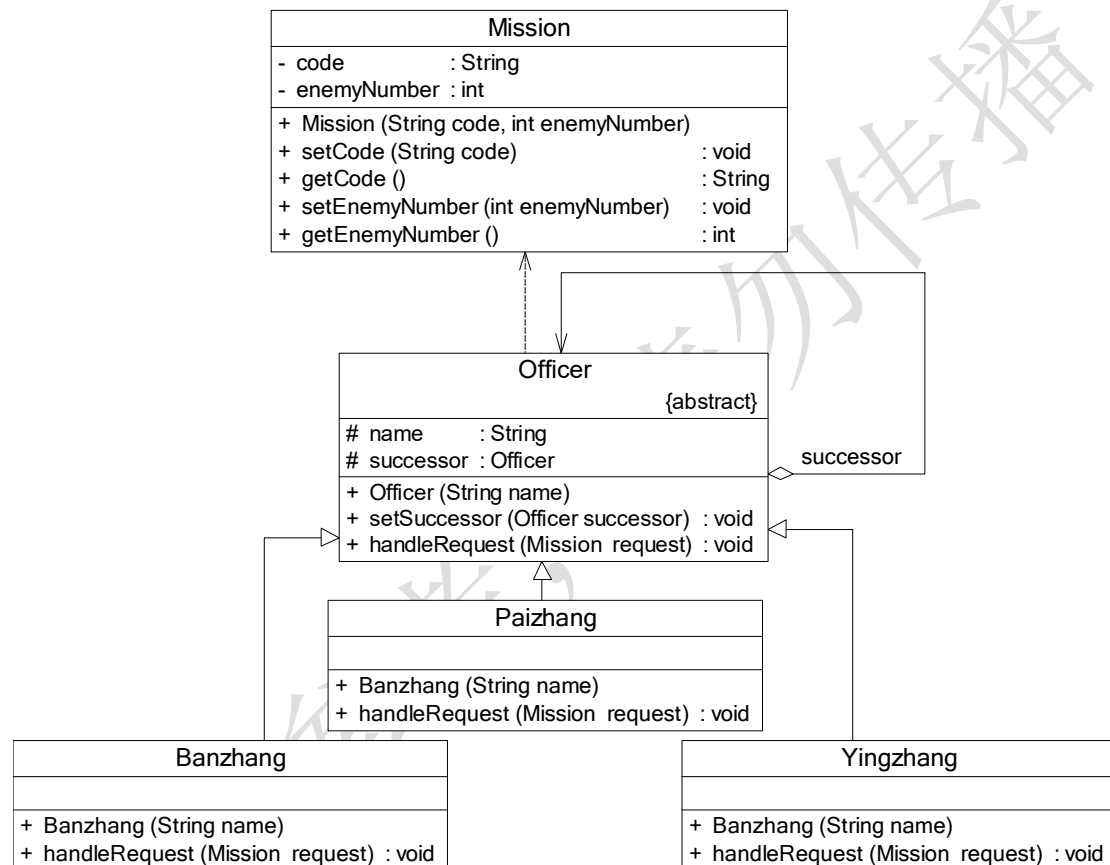 Mission
- code : String
- enemyNumber : int
+ Mission (String code, int enemyNumber)
+ setCode (String code) : void
+ getCode () : String
+ setEnemyNumber (int enemyNumber) : void
+ getEnemyNumber () : int
Officer
{abstract}
# name : String
# successor : Officer
successor
+ Officer (String name)
+ setSuccessor (Officer successor) : void
+ handleRequest (Mission request) : void
Paizhang
+ Banzhang (String name)
+ handleRequest (Mission request) : void
Banzhang
+ Banzhang (String name)
+ handleRequest (Mission request) : void
Yingzhang
+ Banzhang (String name)
+ handleRequest (Mission request) : void
勿传播